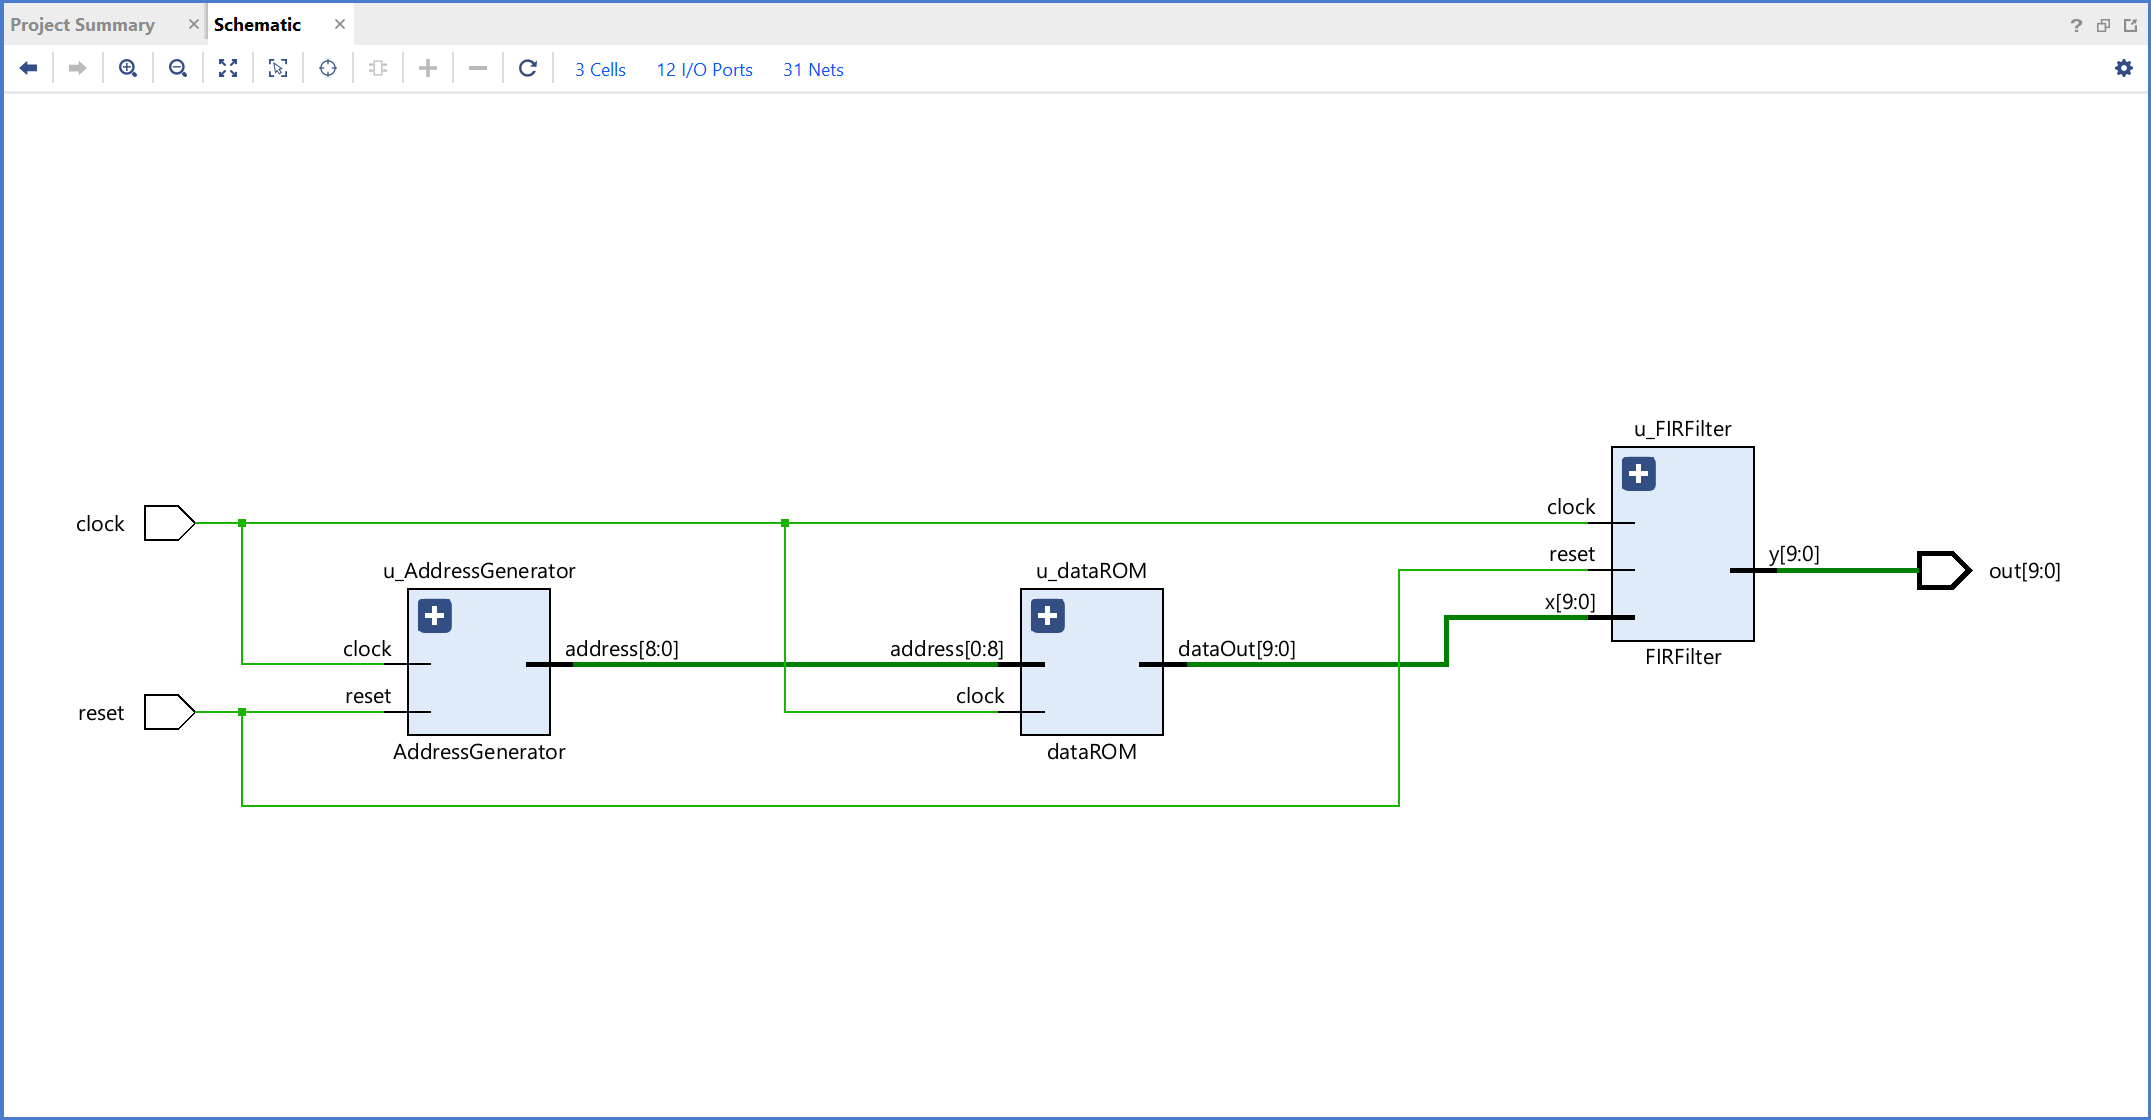 Project Summary
Schematic
3 Cells 12 I/O Ports 31 Nets
u_FIRFilter
clock
clock
reset
y[9:0]
out[9:0]
u_AddressGenerator
u_dataROM
x[9:0]
clock
address[8:0]
address[0:8]
dataOut[9:0]
FIRFilter
reset
reset
clock
AddressGenerator
dataROM